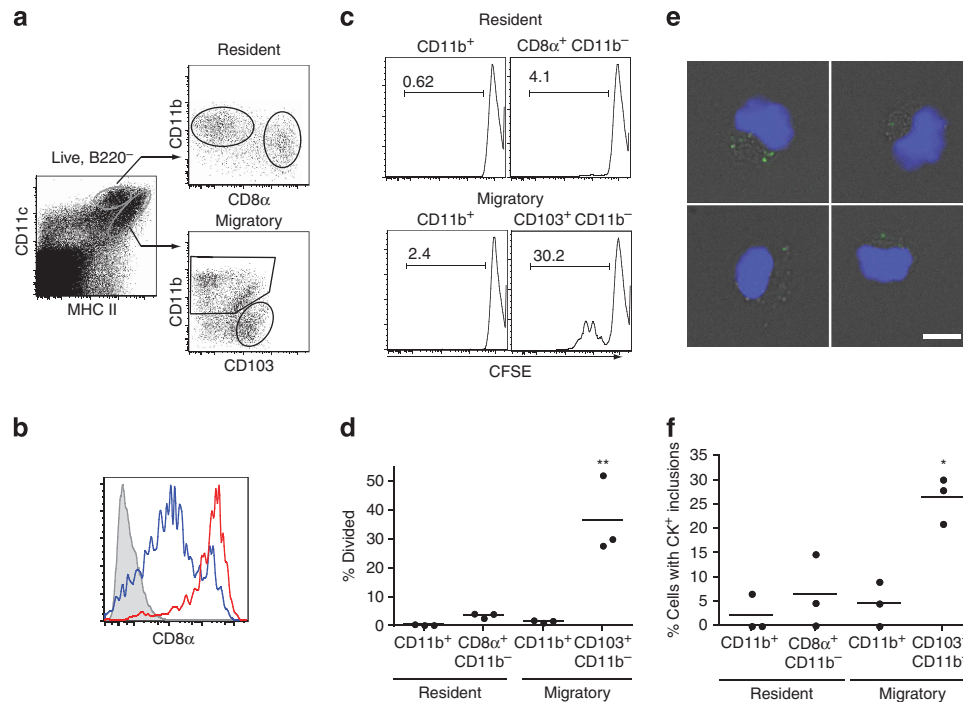 a
Resident
CD11b
CD8α
Live, B220⁻
CD11c
MHC II
Migratory
CD11b
CD103
b
CD8α
c
Resident
CD11b⁺
CD8α⁺ CD11b⁻
0.62
4.1
Migratory
CD11b⁺
CD103⁺ CD11b⁻
2.4
30.2
CFSE
d
% Divided
50
40
30
20
10
0
**
CD11b⁺
CD8α⁺
CD11b⁻
CD11b⁺
CD103⁺
CD11b⁻
Resident
Migratory
e
f
% Cells with CK⁺ inclusions
35
30
25
20
15
10
5
0
*
CD11b⁺
CD8α⁺
CD11b⁻
CD11b⁺
CD103⁺
CD11b⁻
Resident
Migratory